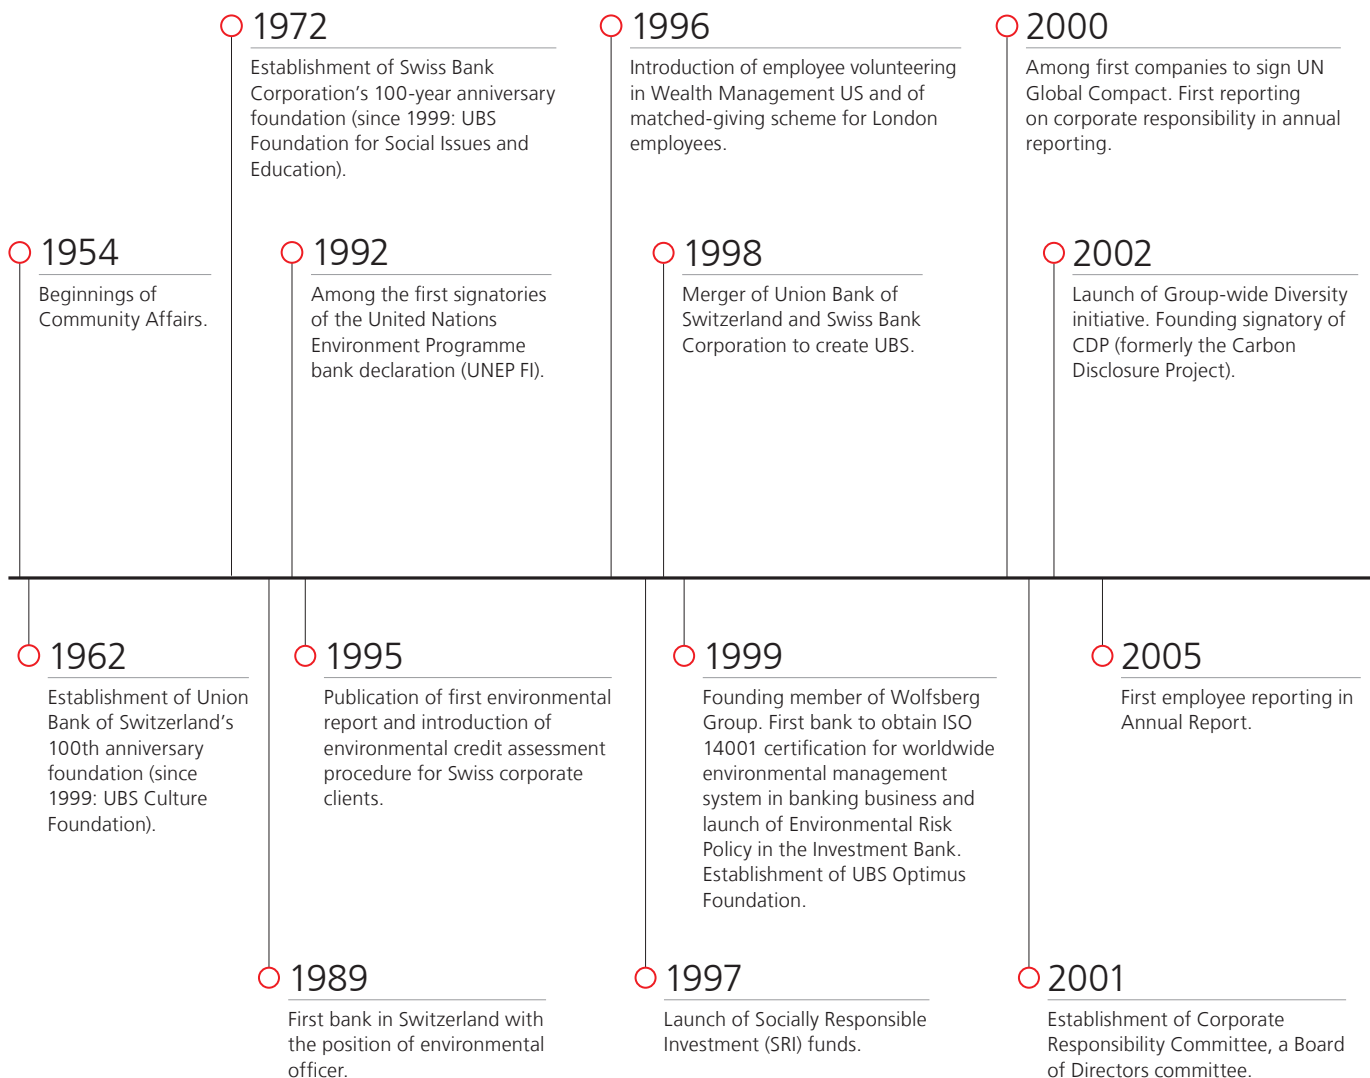 1972
Establishment of Swiss Bank
Corporation's 100-year anniversary
foundation (since 1999: UBS
Foundation for Social Issues and
Education).
1996
Introduction of employee volunteering
in Wealth Management US and of
matched-giving scheme for London
employees.
2000
Among first companies to sign UN
Global Compact. First reporting
on corporate responsibility in annual
reporting.
1954
Beginnings of
Community Affairs.
1992
Among the first signatories
of the United Nations
Environment Programme
bank declaration (UNEP FI).
1998
Merger of Union Bank of
Switzerland and Swiss Bank
Corporation to create UBS.
2002
Launch of Group-wide Diversity
initiative. Founding signatory of
CDP (formerly the Carbon
Disclosure Project).
1962
Establishment of Union
Bank of Switzerland's
100th anniversary
foundation (since
1999: UBS Culture
Foundation).
1995
Publication of first environmental
report and introduction of
environmental credit assessment
procedure for Swiss corporate
clients.
1999
Founding member of Wolfsberg
Group. First bank to obtain ISO
14001 certification for worldwide
environmental management
system in banking business and
launch of Environmental Risk
Policy in the Investment Bank.
Establishment of UBS Optimus
Foundation.
2005
First employee reporting in
Annual Report.
1989
First bank in Switzerland with
the position of environmental
officer.
1997
Launch of Socially Responsible
Investment (SRI) funds.
2001
Establishment of Corporate
Responsibility Committee, a Board
of Directors committee.